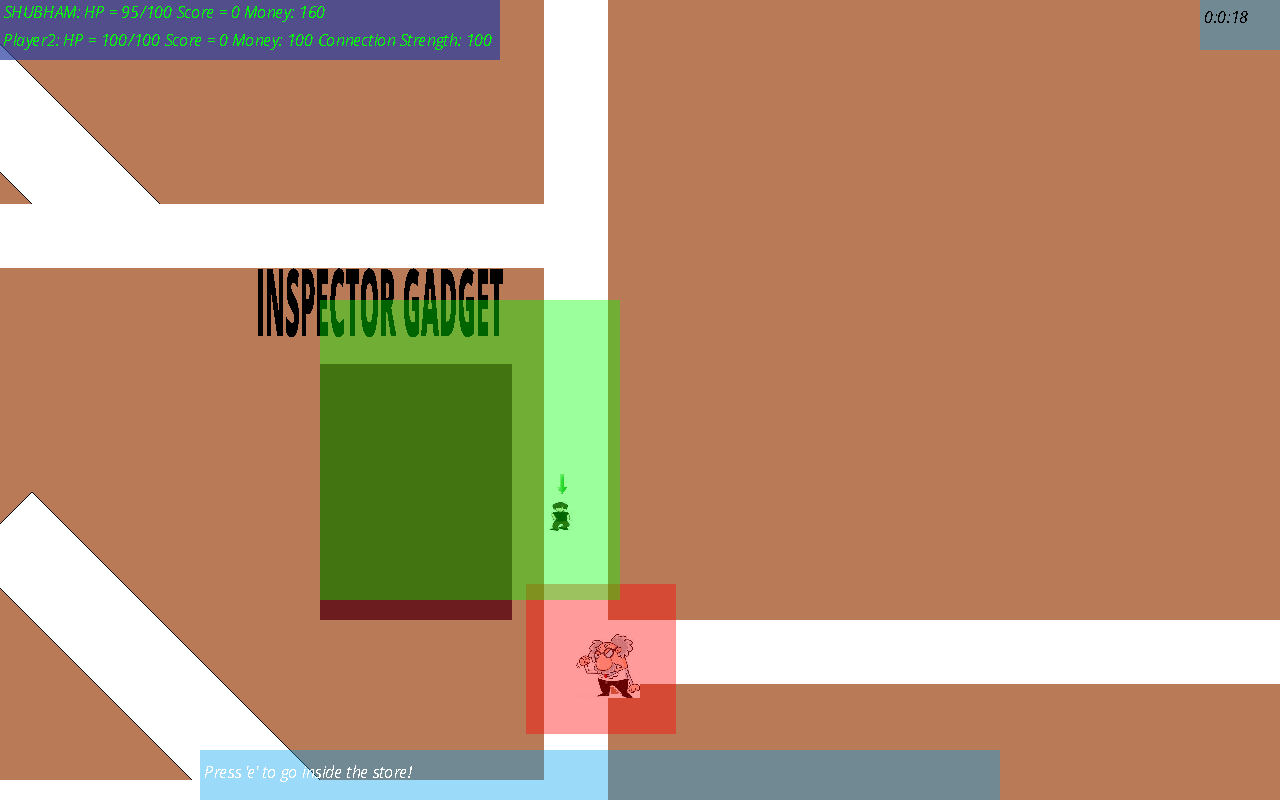 SHUBHAM: HP = 95/100 Score = 0 Money: 160
Player2: HP = 100/100 Score = 0 Money: 100 Connection Strength: 100
0:0:18
INSPECTOR GADGET
Press 'e' to go inside the store!